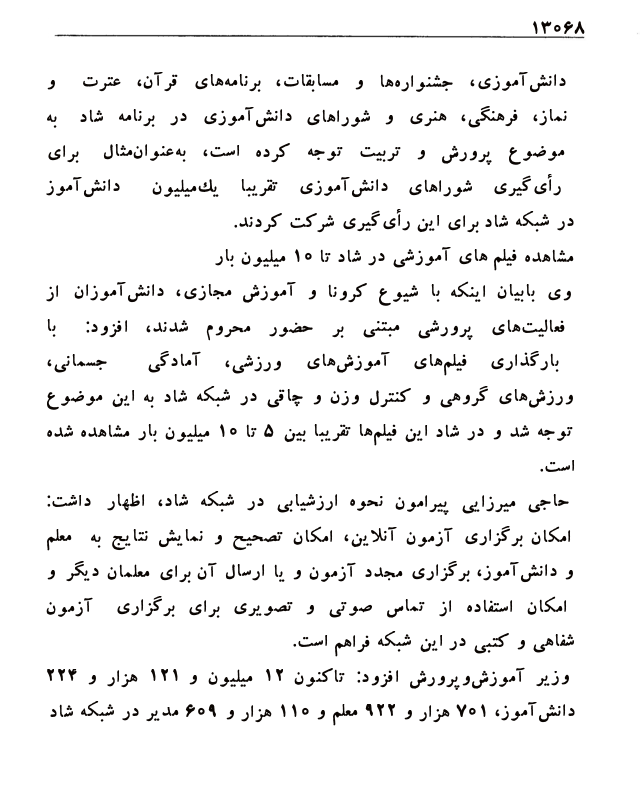 ۱۳۰۶۸
دانش‌آموزی، جشنواره‌ها و مسابقات، برنامه‌های قرآن، عترت و
نماز، فرهنگی، هنری و شوراهای دانش‌آموزی در برنامه شاد به
موضوع پرورش و تربیت توجه کرده است، به‌عنوان‌مثال برای
رأی‌گیری شوراهای دانش‌آموزی تقریبا یك‌میلیون دانش‌آموز
در شبکه شاد برای این رأی‌گیری شرکت کردند.
مشاهده فیلم های آموزشی در شاد تا ۱۰ میلیون بار
وی بابیان اینکه با شیوع کرونا و آموزش مجازی، دانش‌آموزان از
فعالیت‌های پرورشی مبتنی بر حضور محروم شدند، افزود: با
بارگذاری فیلم‌های آموزش‌های ورزشی، آمادگی جسمانی،
ورزش‌های گروهی و کنترل وزن و چاقی در شبکه شاد به این موضوع
توجه شد و در شاد این فیلم‌ها تقریبا بین ۵ تا ۱۰ میلیون بار مشاهده شده
است.
حاجی میرزایی پیرامون نحوه ارزشیابی در شبکه شاد، اظهار داشت:
امکان برگزاری آزمون آنلاین، امکان تصحیح و نمایش نتایج به معلم
و دانش‌آموز، برگزاری مجدد آزمون و یا ارسال آن برای معلمان دیگر و
امکان استفاده از تماس صوتی و تصویری برای برگزاری آزمون
شفاهی و کتبی در این شبکه فراهم است.
وزیر آموزش‌وپرورش افزود: تاکنون ۱۲ میلیون و ۱۲۱ هزار و ۲۲۴
دانش‌آموز، ۷۰۱ هزار و ۹۲۲ معلم و ۱۱۰ هزار و ۶۰۹ مدیر در شبکه شاد